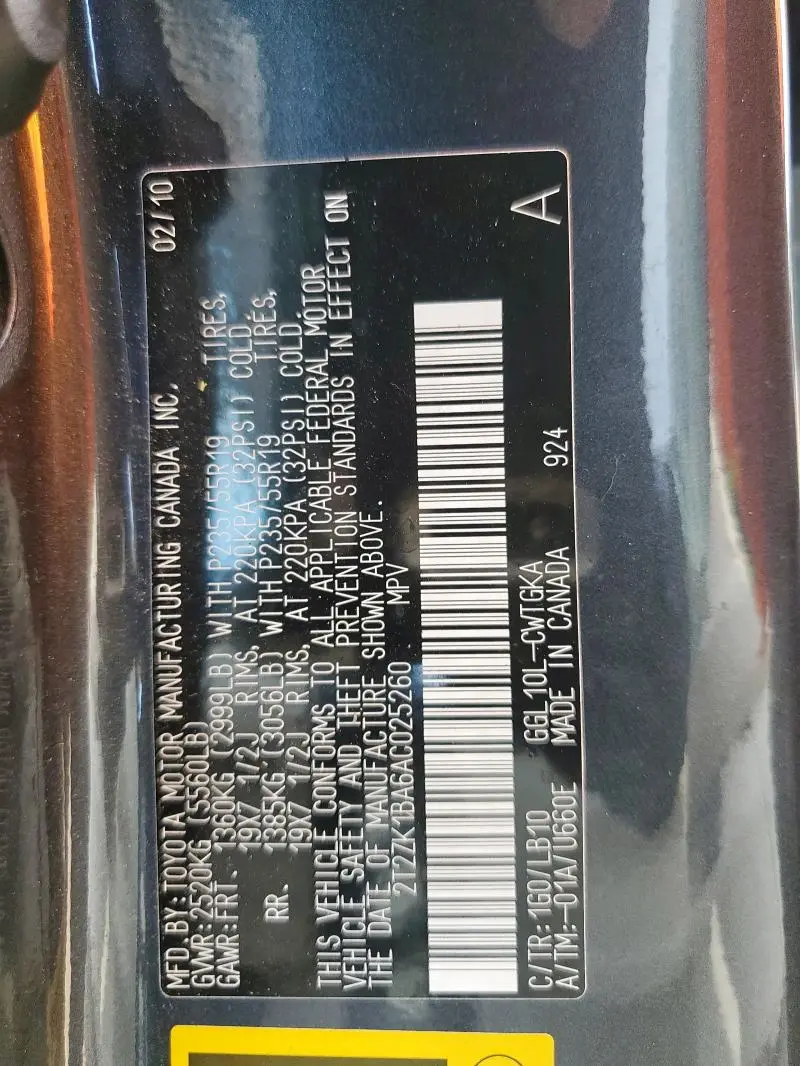 MFD. BY: TOYOTA MOTOR MANUFACTURING CANADA INC. 02/10
GVWR: 2520KG (5560LB)
GAWR: FRT. 1360KG (2999LB) WITH P235/55R19 TIRES,
19X7 1/2J RIMS, AT 220KPA (32PSI) COLD
RR. 1385KG (3056LB) WITH P235/55R19 TIRES,
19X7 1/2J RIMS, AT 220KPA (32PSI) COLD
THIS VEHICLE CONFORMS TO ALL APPLICABLE FEDERAL MOTOR
VEHICLE SAFETY AND THEFT PREVENTION STANDARDS IN EFFECT ON
THE DATE OF MANUFACTURE SHOWN ABOVE.
2T2ZK1BA6AC025260 MPV
C/TR: 1G0/LB10 GGL10L-CWTGKA
A/TM: -01A/U660E MADE IN CANADA 924
A